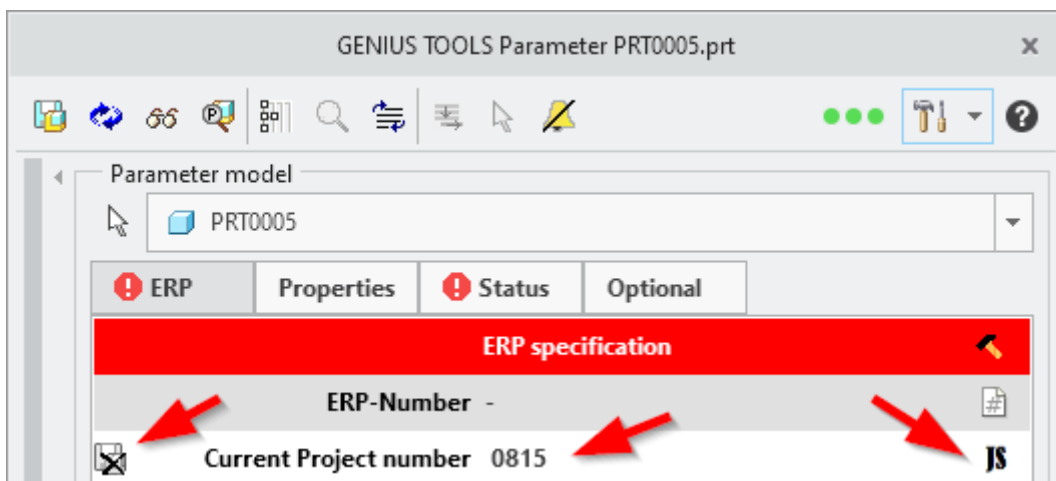 GENIUS TOOLS Parameter PRT0005.prt
Parameter model
PRT0005
ERP Properties Status Optional
ERP specification
ERP-Number -
Current Project number 0815 JS